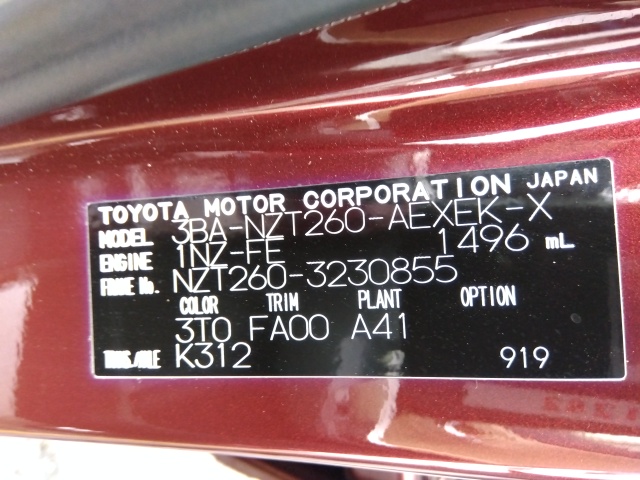 TOYOTA MOTOR CORPORATION JAPAN
MODEL 3BA-NZT260-AEXEK-X
ENGINE 1NZ-FE 1496 mL
FRAME No. NZT260-3230855
COLOR TRIM PLANT OPTION
3T0 FA00 A41
TRANS/AXLE K312 919